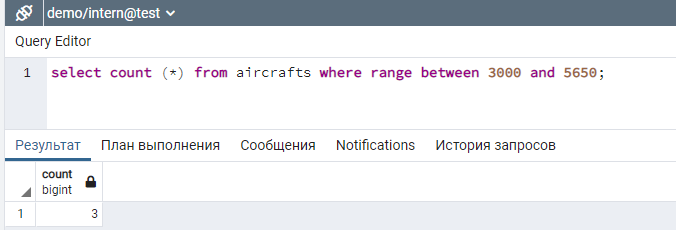 demo/intern@test
Query Editor
1 select count (*) from aircrafts where range between 3000 and 5650;
Результат План выполнения Сообщения Notifications История запросов
count
bigint
1 3